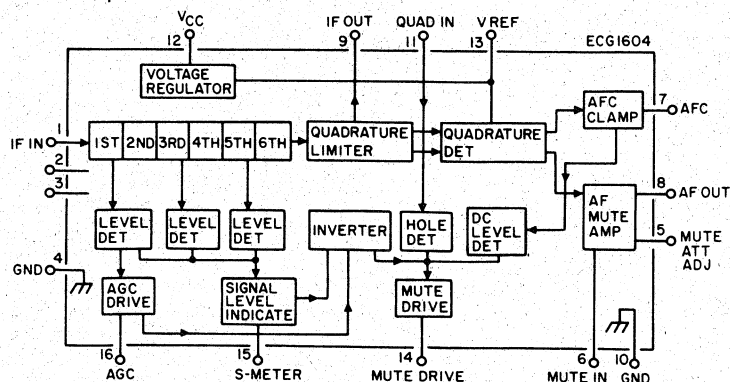 VCC IF OUT QUAD IN V REF
12 9 11 13 ECG1604
VOLTAGE
REGULATOR
7
AFC
CLAMP
AFC
1
IF IN
1ST 2ND 3RD 4TH 5TH 6TH
QUADRATURE
LIMITER
QUADRATURE
DET
2
3
8
AF OUT
LEVEL
DET
LEVEL
DET
LEVEL
DET
INVERTER
HOLE
DET
DC
LEVEL
DET
AF
MUTE
AMP
5
MUTE
ATT
ADJ
4
GND
AGC
DRIVE
SIGNAL
LEVEL
INDICATE
MUTE
DRIVE
16 15 14 6 10
AGC S-METER MUTE DRIVE MUTE IN GND